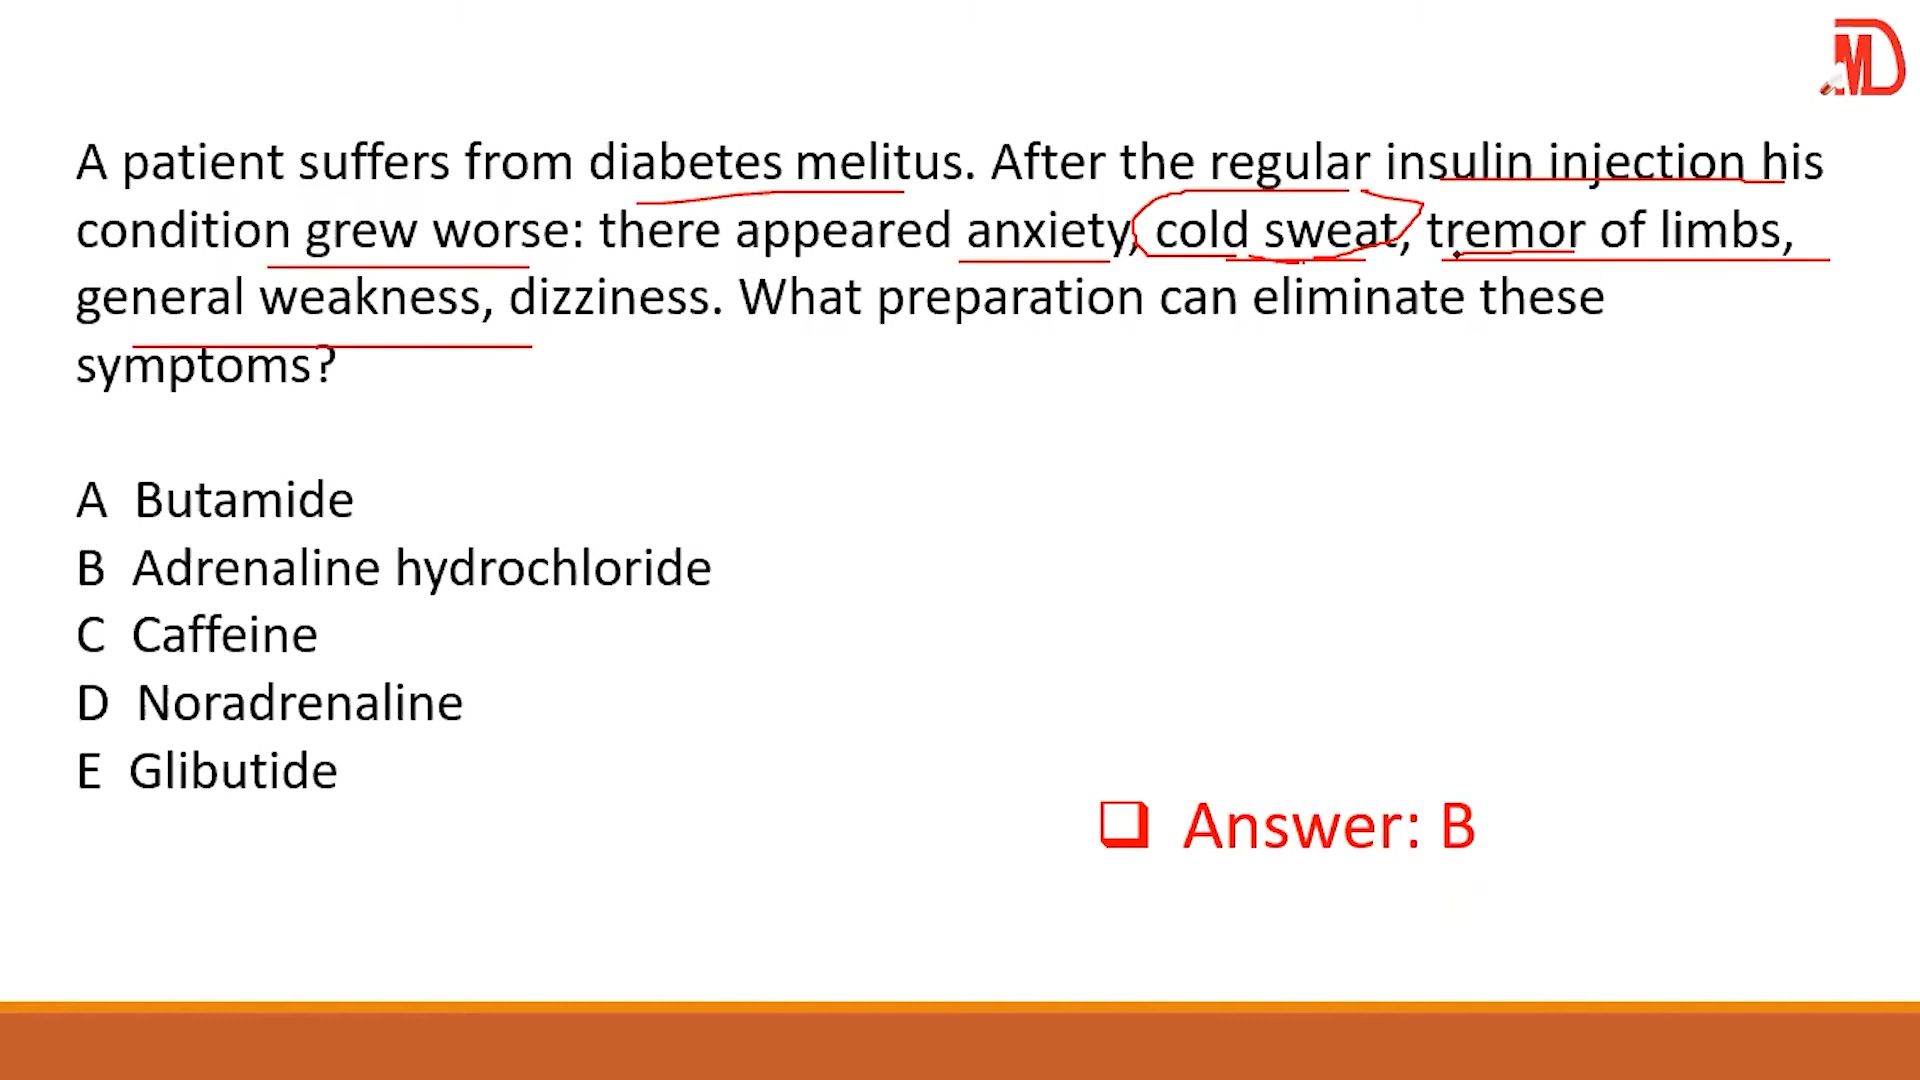 MD
A patient suffers from diabetes melitus. After the regular insulin injection his
condition grew worse: there appeared anxiety, cold sweat, tremor of limbs,
general weakness, dizziness. What preparation can eliminate these
symptoms?
A Butamide
B Adrenaline hydrochloride
C Caffeine
D Noradrenaline
E Glibutide
❑ Answer: B